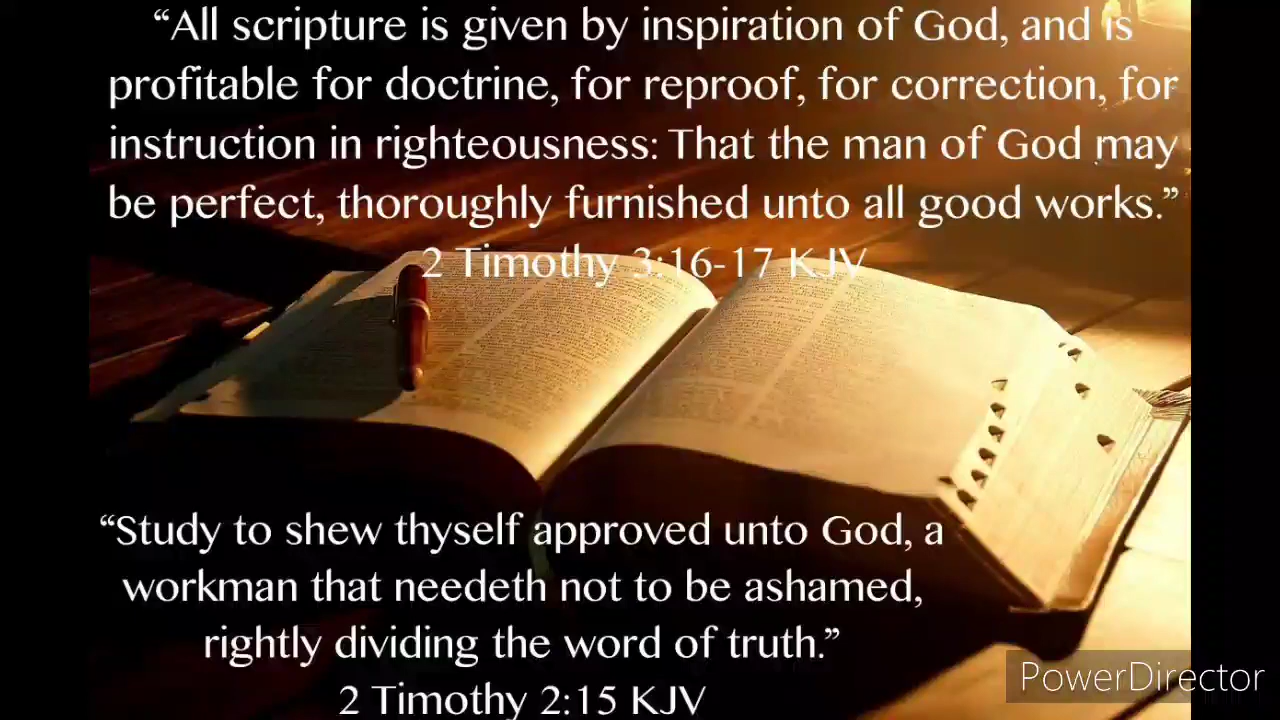 “All scripture is given by inspiration of God, and is
profitable for doctrine, for reproof, for correction, for
instruction in righteousness: That the man of God may
be perfect, thoroughly furnished unto all good works.”
2 Timothy 3:16-17 KJV
“Study to shew thyself approved unto God, a
workman that needeth not to be ashamed,
rightly dividing the word of truth.”
2 Timothy 2:15 KJV
PowerDirector